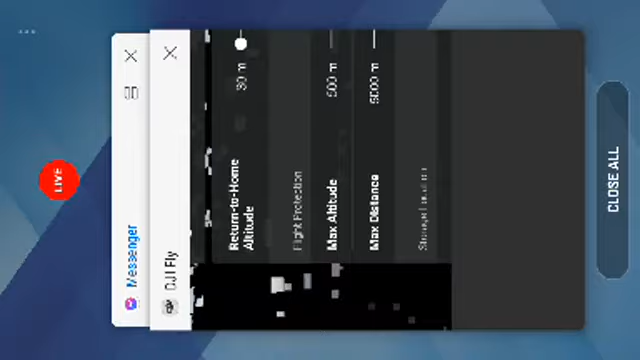 LIVE
Messenger
DJI Fly
Return-to-Home
Altitude
30 m
Flight Protection
Max Altitude
500 m
Max Distance
5000 m
CLOSE ALL